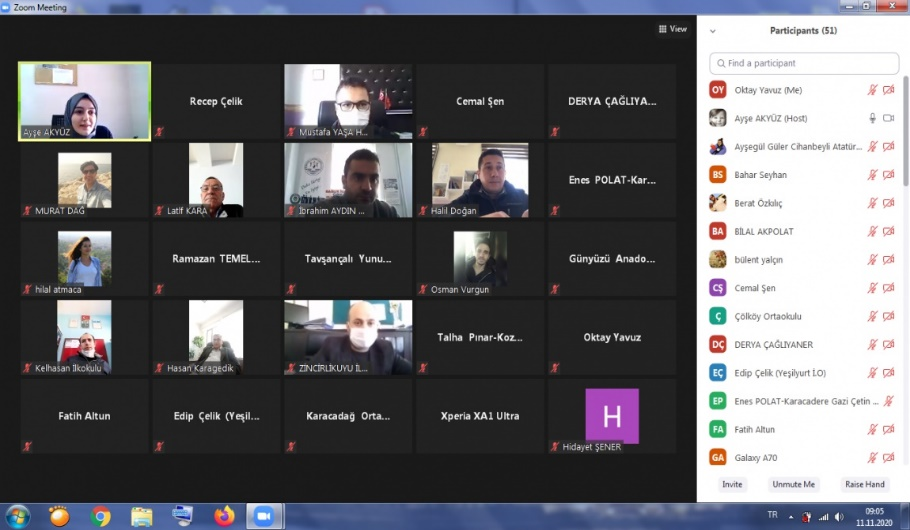 Zoom Meeting
View
Ayşe AKYÜZ
Recep Çelik
Mustafa YAŞA H...
Cemal Şen
DERYA ÇAĞLIYA...
MURAT DAĞ
Latif KARA
İbrahim AYDIN ...
Halil Doğan
Enes POLAT-Kar...
hilal atmaca
Ramazan TEMEL...
Tavşançalı Yunu...
Osman Vurgun
Günyüzü Anado...
Kelhasan İlkokulu
Hasan Karagedik
ZİNCİRLİKUYU İL...
Talha Pınar-Koz...
Oktay Yavuz
Fatih Altun
Edip Çelik (Yeşil...
Karacadağ Orta...
Xperia XA1 Ultra
H
Hidayet ŞENER
Participants (51)
Find a participant
OY Oktay Yavuz (Me)
Ayşe AKYÜZ (Host)
Ayşegül Güler Cihanbeyli Atatür...
BS Bahar Seyhan
Berat Özkılıç
BA BİLAL AKPOLAT
bülent yalçın
CŞ Cemal Şen
Ç Çölköy Ortaokulu
DÇ DERYA ÇAĞLIYANER
EÇ Edip Çelik (Yeşilyurt İ.O)
EP Enes POLAT-Karacadere Gazi Çetin ...
FA Fatih Altun
GA Galaxy A70
Invite Unmute Me Raise Hand
TR 09:05
11.11.2020